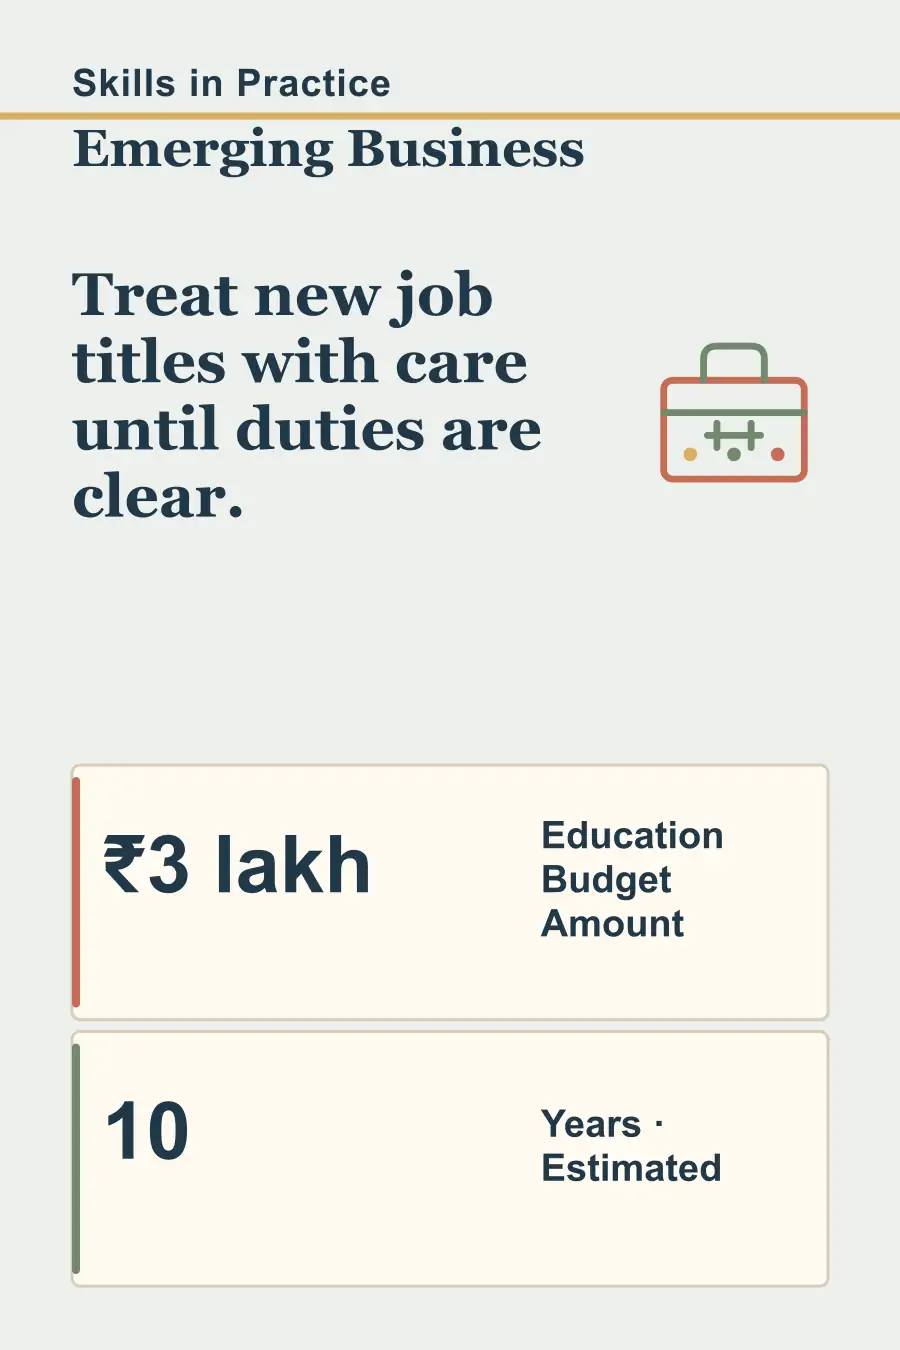 Skills in Practice
Emerging Business
Treat new job
titles with care
until duties are
clear.
₹3 lakh
Education
Budget
Amount
10
Years ·
Estimated